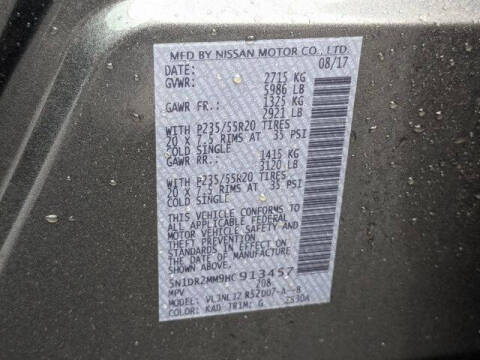 MFD BY NISSAN MOTOR CO., LTD.
DATE: 08/17
GVWR: 2715 KG
5986 LB
GAWR FR.: 1325 KG
2921 LB
WITH P235/55R20 TIRES
20 X 7.5 RIMS AT 35 PSI
COLD SINGLE
GAWR RR.: 1415 KG
3120 LB
WITH P235/55R20 TIRES
20 X 7.5 RIMS AT 35 PSI
COLD SINGLE
THIS VEHICLE CONFORMS TO
ALL APPLICABLE FEDERAL
MOTOR VEHICLE SAFETY AND
THEFT PREVENTION
STANDARDS IN EFFECT ON
THE DATE OF MANUFACTURE
SHOWN ABOVE.
5N1DR2MM9HC913457
MPV 208
MODEL: R52D07-A-B
COLOR: KAD TRIM: G